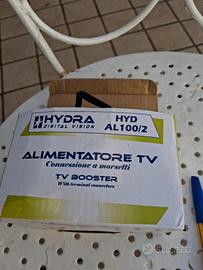 HYDRA
DIGITAL VISION
HYD
AL100/2
ALIMENTATORE TV
Connessione a morsetti
TV BOOSTER
With terminal connectors